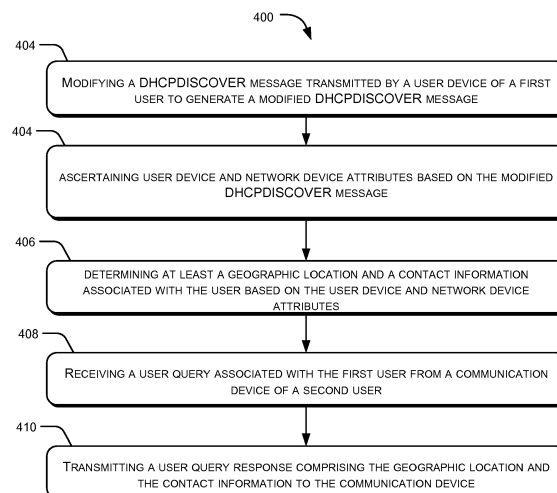 400
404
MODIFYING A DHCPDISCOVER MESSAGE TRANSMITTED BY A USER DEVICE OF A FIRST
USER TO GENERATE A MODIFIED DHCPDISCOVER MESSAGE
404
ASCERTAINING USER DEVICE AND NETWORK DEVICE ATTRIBUTES BASED ON THE MODIFIED
DHCPDISCOVER MESSAGE
406
DETERMINING AT LEAST A GEOGRAPHIC LOCATION AND A CONTACT INFORMATION
ASSOCIATED WITH THE USER BASED ON THE USER DEVICE AND NETWORK DEVICE
ATTRIBUTES
408
RECEIVING A USER QUERY ASSOCIATED WITH THE FIRST USER FROM A COMMUNICATION
DEVICE OF A SECOND USER
410
TRANSMITTING A USER QUERY RESPONSE COMPRISING THE GEOGRAPHIC LOCATION AND
THE CONTACT INFORMATION TO THE COMMUNICATION DEVICE